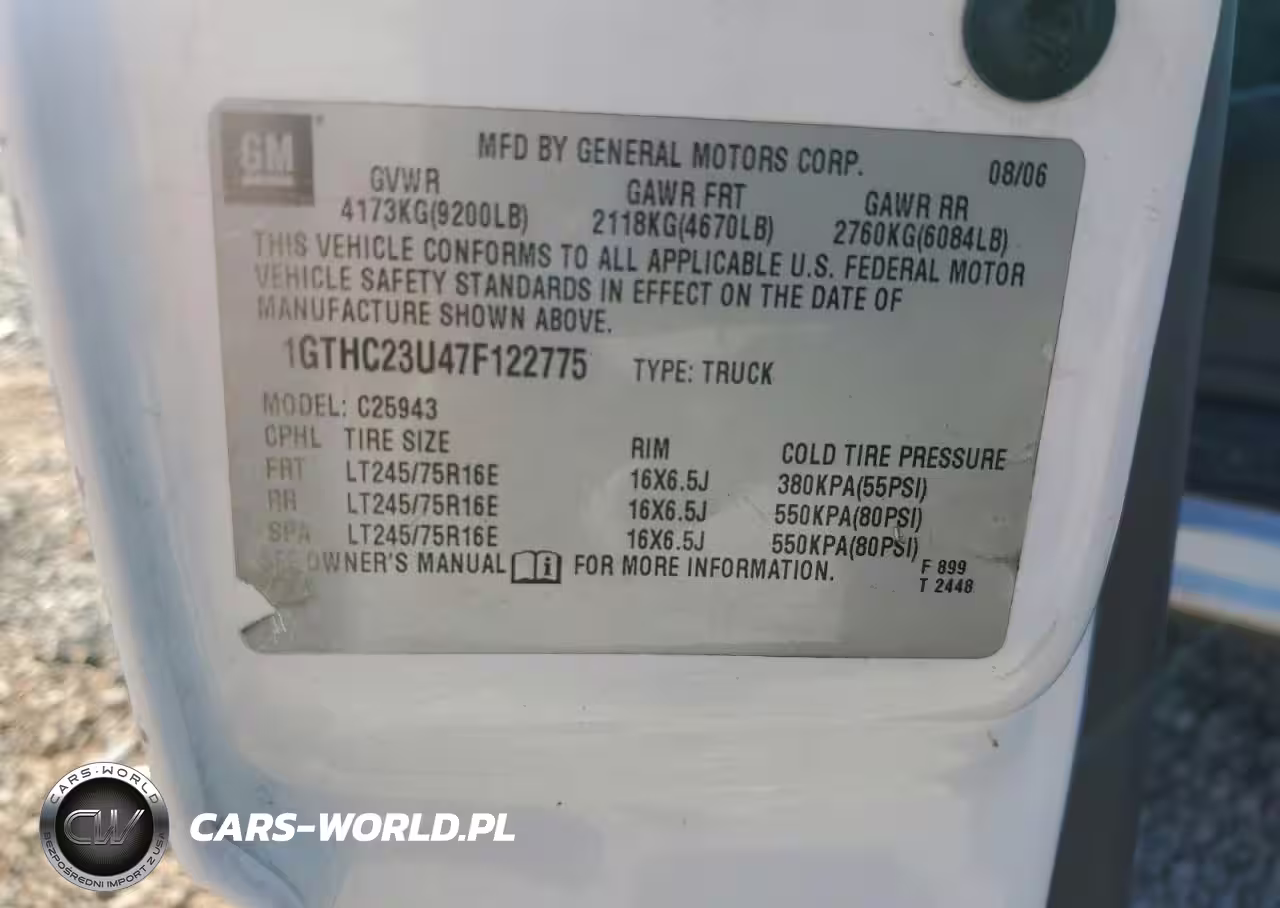 GM
MFD BY GENERAL MOTORS CORP. 08/06
GVWR GAWR FRT GAWR RR
4173KG(9200LB) 2118KG(4670LB) 2760KG(6084LB)
THIS VEHICLE CONFORMS TO ALL APPLICABLE U.S. FEDERAL MOTOR
VEHICLE SAFETY STANDARDS IN EFFECT ON THE DATE OF
MANUFACTURE SHOWN ABOVE.
1GTHC23U47F122775 TYPE: TRUCK
MODEL: C25943
CPHL TIRE SIZE RIM COLD TIRE PRESSURE
FRT LT245/75R16E 16X6.5J 380KPA(55PSI)
RR LT245/75R16E 16X6.5J 550KPA(80PSI)
SPA LT245/75R16E 16X6.5J 550KPA(80PSI)
SEE OWNER'S MANUAL FOR MORE INFORMATION.
F 899
T 2448
CARS-WORLD
CW
BEZPOŚREDNI IMPORT Z USA
CARS-WORLD.PL